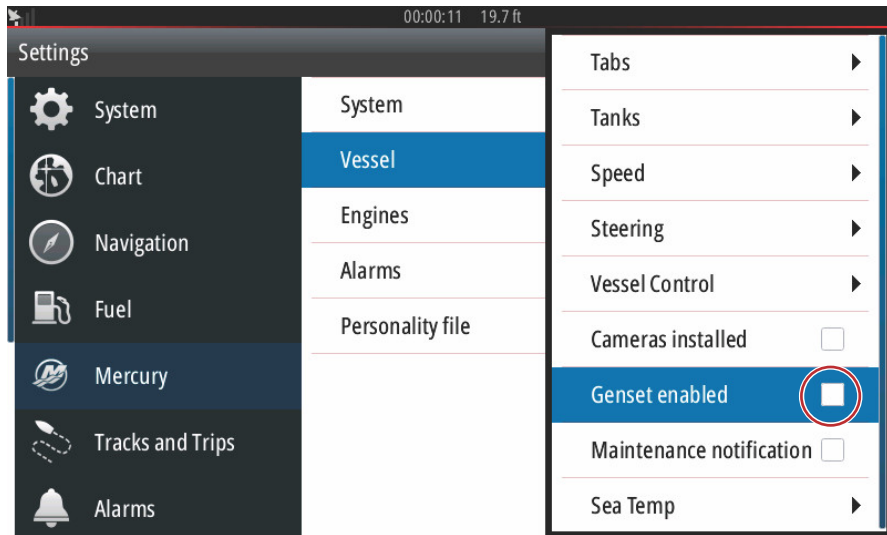 00:00:11 19.7 ft
Settings
System
Chart
Navigation
Fuel
Mercury
Tracks and Trips
Alarms
System
Vessel
Engines
Alarms
Personality file
Tabs
Tanks
Speed
Steering
Vessel Control
Cameras installed
Genset enabled
Maintenance notification
Sea Temp